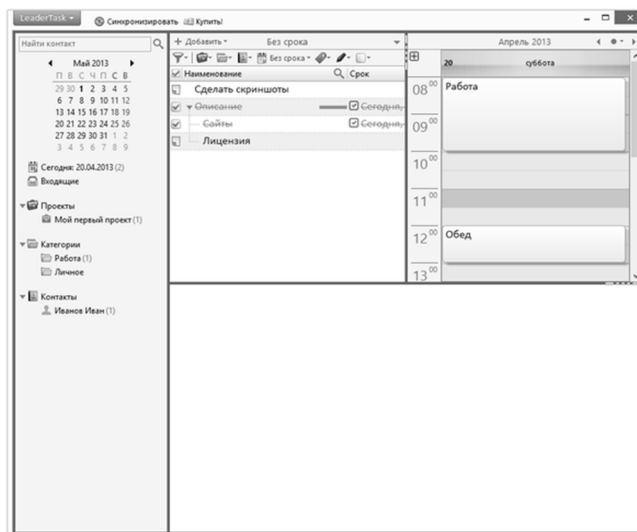 LeaderTask
Синхронизировать Купить!
Найти контакт
Май 2013
П В С Ч П С В
29 30 1 2 3 4 5
6 7 8 9 10 11 12
13 14 15 16 17 18 19
20 21 22 23 24 25 26
27 28 29 30 31 1 2
3 4 5 6 7 8 9
Сегодня: 20.04.2013 (2)
Входящие
Проекты
Мой первый проект (1)
Категории
Работа (1)
Личное
Контакты
Иванов Иван (1)
+ Добавить Без срока
Без срока
Наименование Срок
Сделать скриншоты
Описание Сегодня,
Сайты Сегодня,
Лицензия
Апрель 2013
20 суббота
08 00 Работа
09 00
10 00
11 00
12 00 Обед
13 00